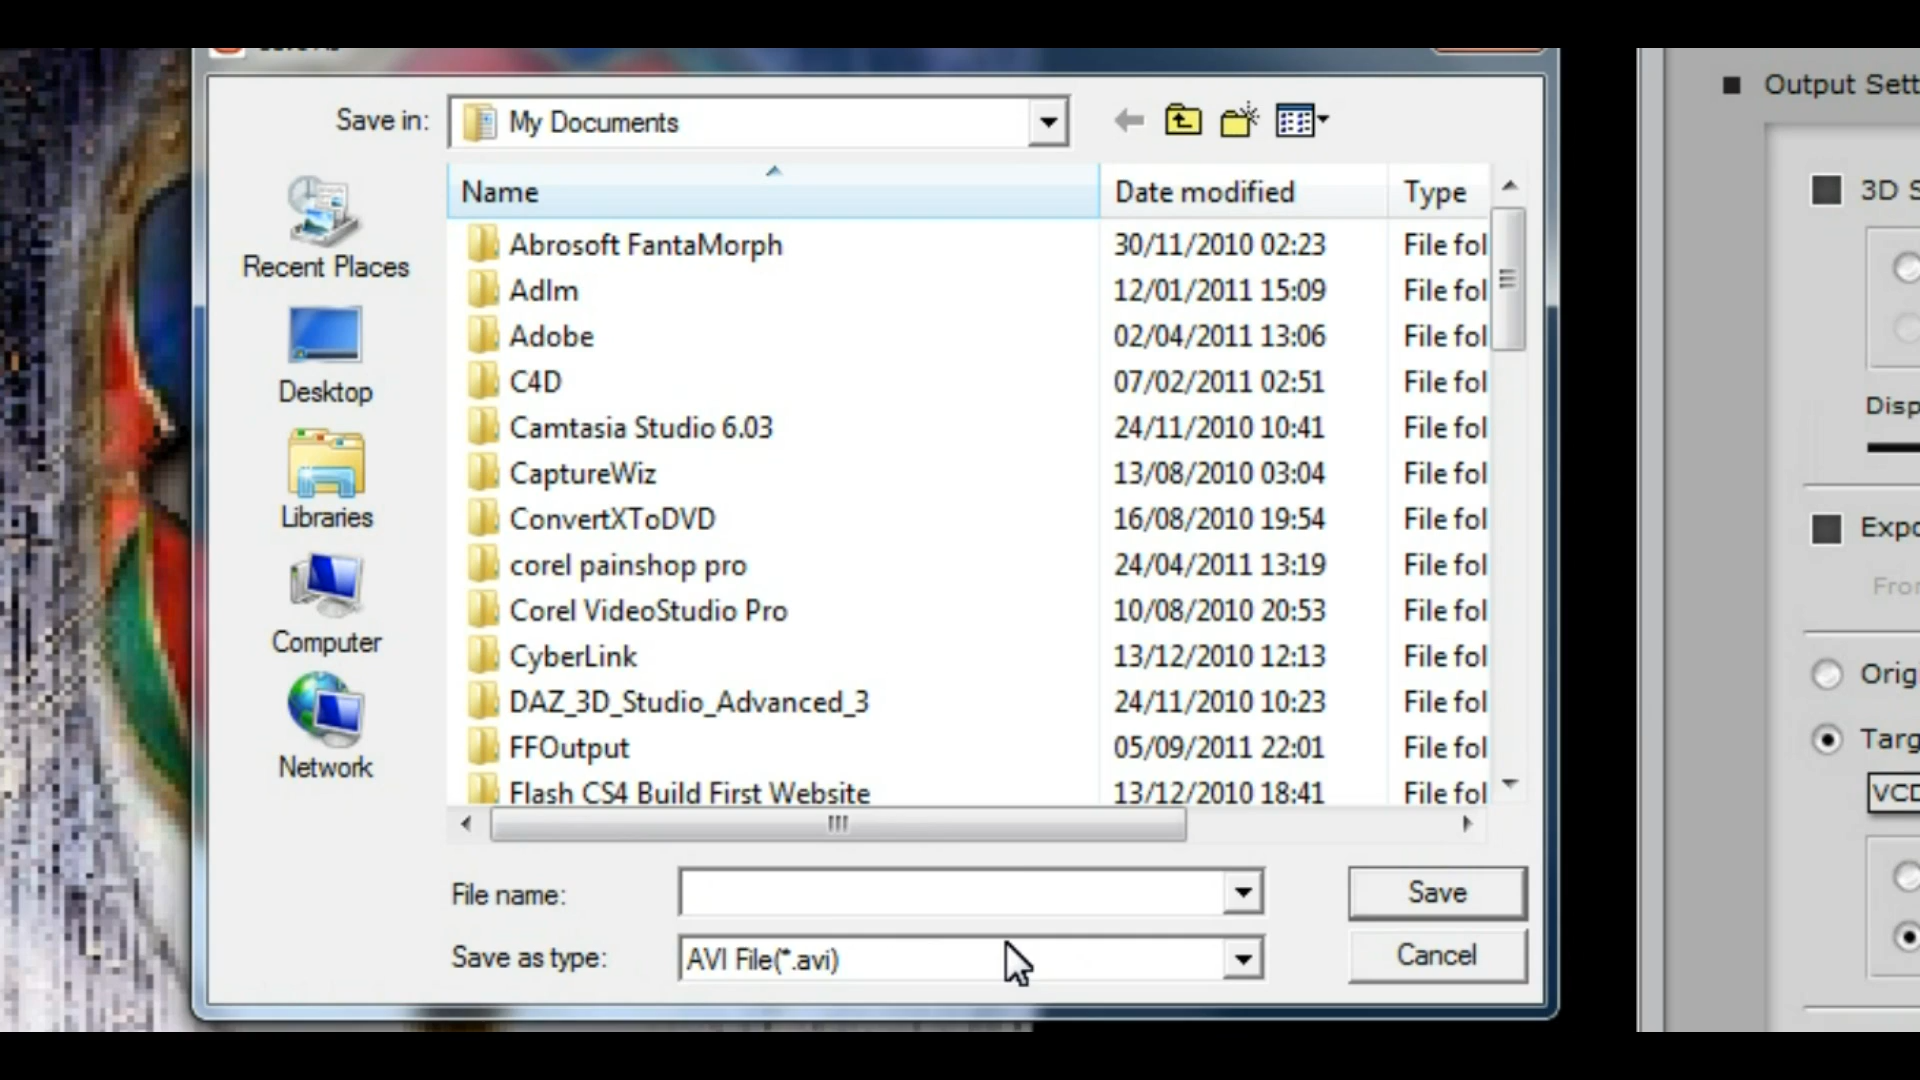 Save in:
My Documents
Name
Date modified
Type
Abrosoft FantaMorph 30/11/2010 02:23 File fol
Adlm 12/01/2011 15:09 File fol
Adobe 02/04/2011 13:06 File fol
C4D 07/02/2011 02:51 File fol
Camtasia Studio 6.03 24/11/2010 10:41 File fol
CaptureWiz 13/08/2010 03:04 File fol
ConvertXToDVD 16/08/2010 19:54 File fol
corel painshop pro 24/04/2011 13:19 File fol
Corel VideoStudio Pro 10/08/2010 20:53 File fol
CyberLink 13/12/2010 12:13 File fol
DAZ_3D_Studio_Advanced_3 24/11/2010 10:23 File fol
FFOutput 05/09/2011 22:01 File fol
Flash CS4 Build First Website 13/12/2010 18:41 File fol
Recent Places
Desktop
Libraries
Computer
Network
File name:
Save
Save as type:
AVI File(*.avi)
Cancel
Output Sett
3D S
Disp
Expo
From
Orig
Targ
VCD